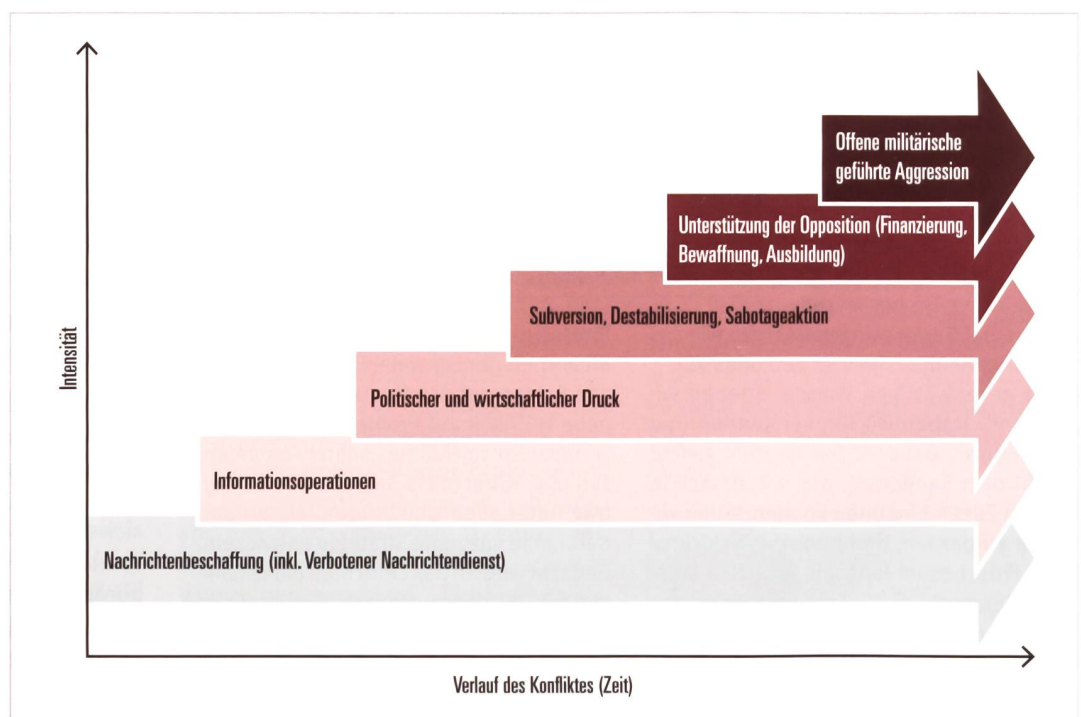 Offene militärische
geführte Aggression
Unterstützung der Opposition (Finanzierung,
Bewaffnung, Ausbildung)
Subversion, Destabilisierung, Sabotageaktion
Politischer und wirtschaftlicher Druck
Informationsoperationen
Nachrichtenbeschaffung (inkl. Verbotener Nachrichtendienst)
Intensität
Verlauf des Konfliktes (Zeit)